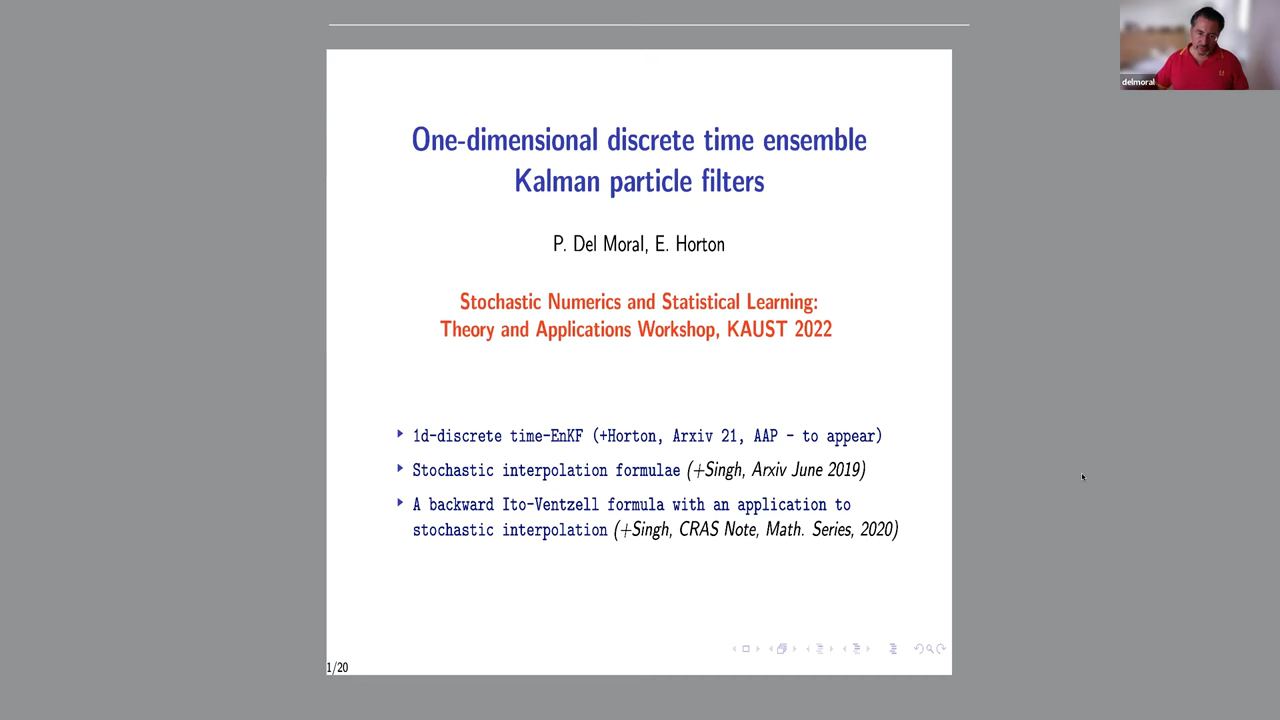 delmoral
One-dimensional discrete time ensemble
Kalman particle filters
P. Del Moral, E. Horton
Stochastic Numerics and Statistical Learning:
Theory and Applications Workshop, KAUST 2022
1d-discrete time-EnKF (+Horton, Arxiv 21, AAP - to appear)
Stochastic interpolation formulae (+Singh, Arxiv June 2019)
A backward Ito-Ventzell formula with an application to
stochastic interpolation (+Singh, CRAS Note, Math. Series, 2020)
1/20